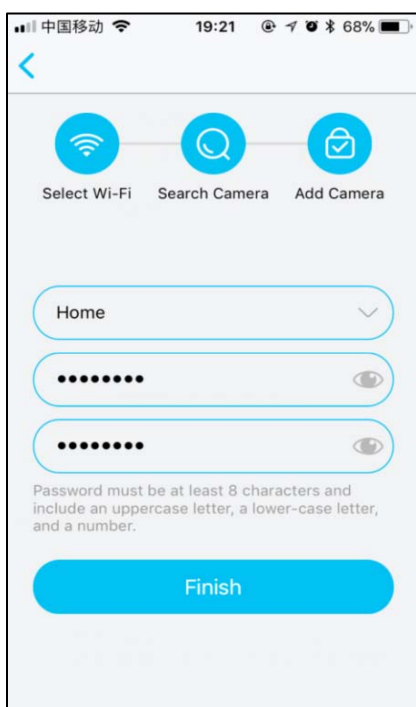 中国移动 19:21 68%
Select Wi-Fi Search Camera Add Camera
Home
••••••••
••••••••
Password must be at least 8 characters and
include an uppercase letter, a lower-case letter,
and a number.
Finish